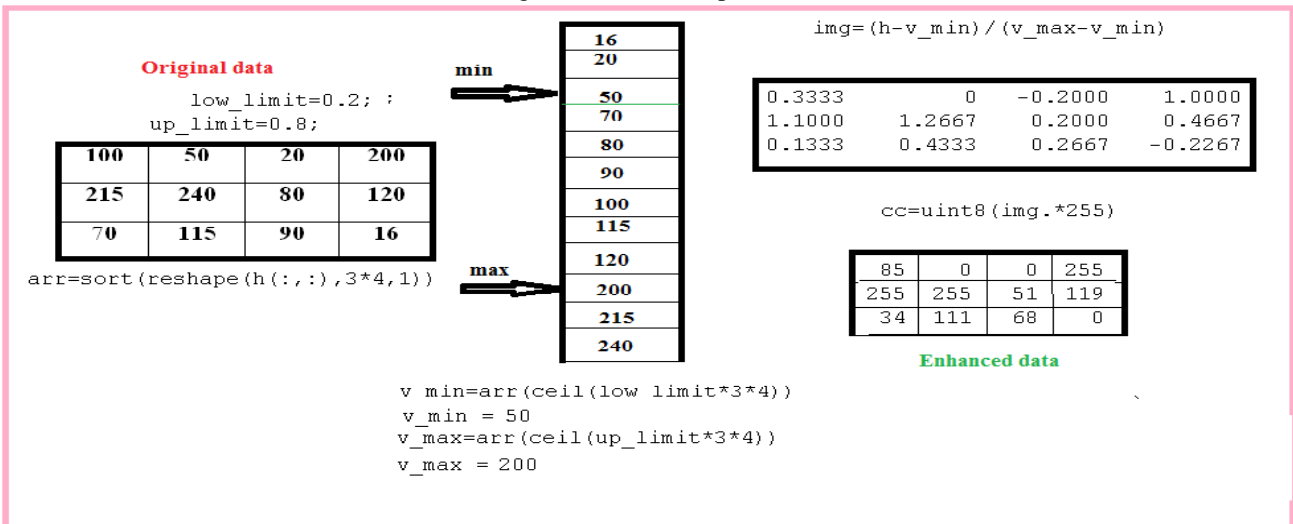 Original data
low_limit=0.2; ;
up_limit=0.8;
100 50 20 200
215 240 80 120
70 115 90 16
arr=sort(reshape(h(:,:),3*4,1))
min
max
16
20
50
70
80
90
100
115
120
200
215
240
v min=arr(ceil(low limit*3*4))
v_min = 50
v_max=arr(ceil(up_limit*3*4))
v_max = 200
img=(h-v_min)/(v_max-v_min)
0.3333 0 -0.2000 1.0000
1.1000 1.2667 0.2000 0.4667
0.1333 0.4333 0.2667 -0.2267
cc=uint8(img.*255)
85 0 0 255
255 255 51 119
34 111 68 0
Enhanced data